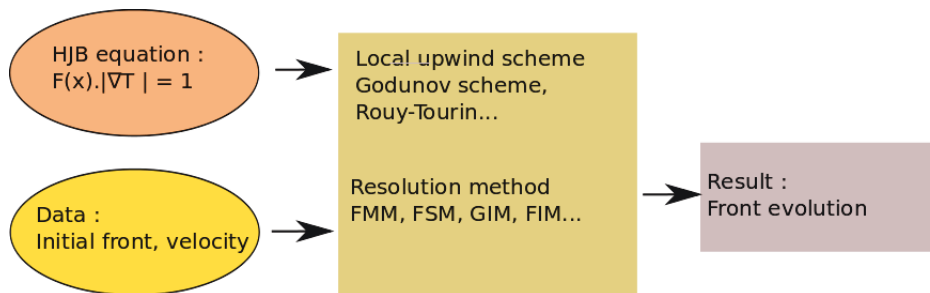 HJB equation :
F(x).|∇T | = 1
Local upwind scheme
Godunov scheme,
Rouy-Tourin...
Data :
Initial front, velocity
Resolution method
FMM, FSM, GIM, FIM...
Result :
Front evolution